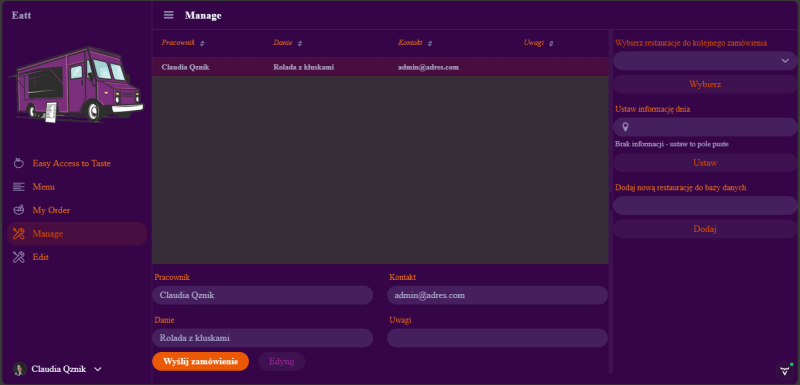 Eatt
Easy Access to Taste
Menu
My Order
Manage
Edit
Claudia Qznik
Manage
Pracownik Danie Kontakt Uwagi
Claudia Qznik Rolada z kluskami admin@adres.com
Pracownik Kontakt
Claudia Qznik admin@adres.com
Danie Uwagi
Rolada z kluskami
Wyślij zamówienie Edytuj
Wybierz restauracje do kolejnego zamówienia
Wybierz
Ustaw informację dnia
Brak informacji - ustaw to pole puste
Ustaw
Dodaj nową restaurację do bazy danych
Dodaj